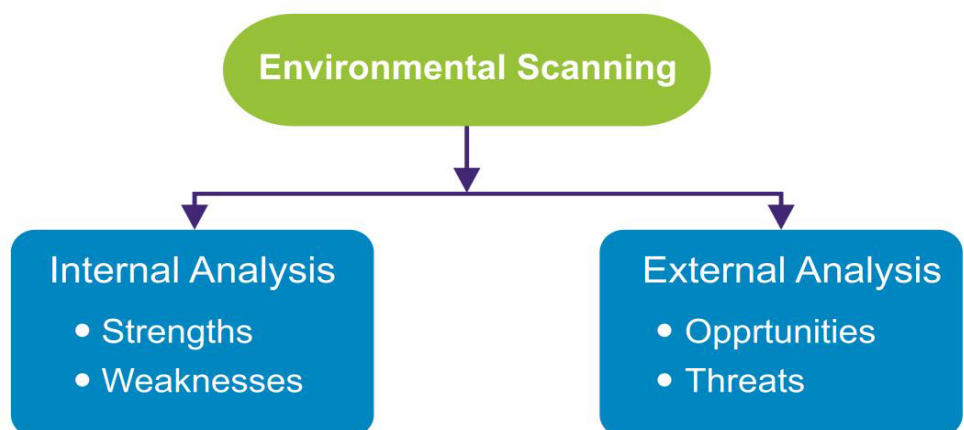 Environmental Scanning
Internal Analysis
• Strengths
• Weaknesses
External Analysis
• Opprtunities
• Threats